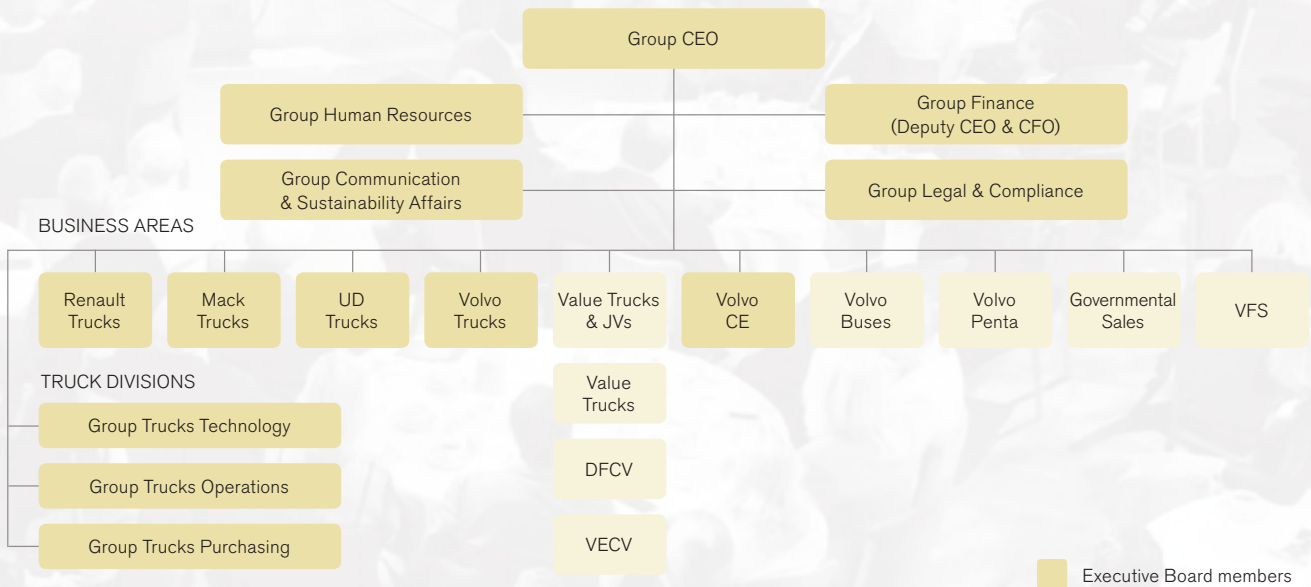 Group CEO
Group Human Resources
Group Finance
(Deputy CEO & CFO)
Group Communication
& Sustainability Affairs
Group Legal & Compliance
BUSINESS AREAS
Renault
Trucks
Mack
Trucks
UD
Trucks
Volvo
Trucks
Value Trucks
& JVs
Volvo
CE
Volvo
Buses
Volvo
Penta
Governmental
Sales
VFS
TRUCK DIVISIONS
Group Trucks Technology
Group Trucks Operations
Group Trucks Purchasing
Value
Trucks
DFCV
VECV
Executive Board members